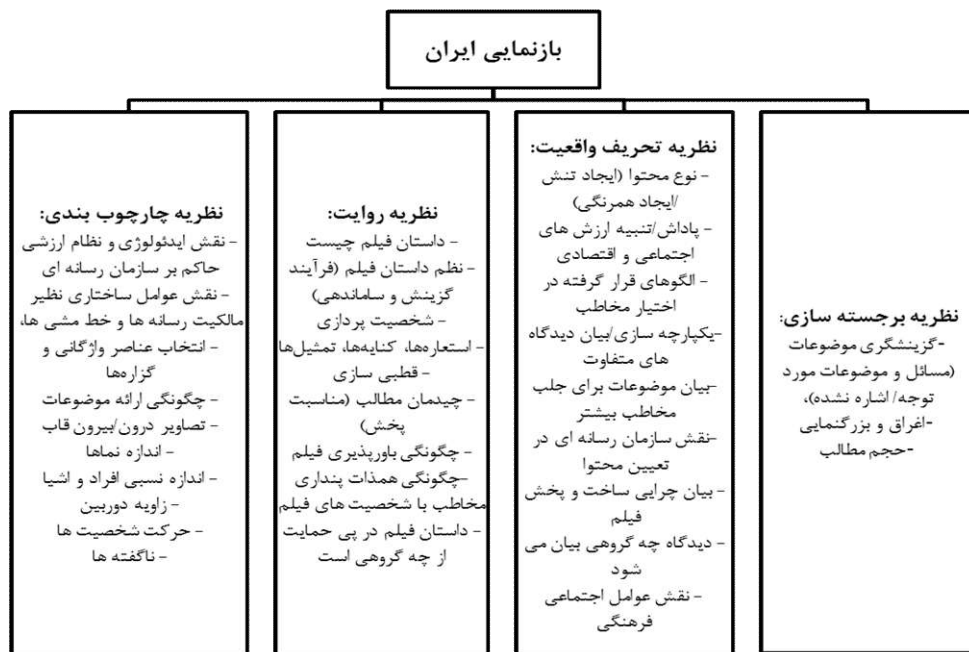 بازنمایی ایران
نظریه برجسته سازی:
-گزینشگری موضوعات
(مسائل و موضوعات مورد
توجه/ اشاره نشده)،
-اغراق و بزرگنمایی
-حجم مطالب
نظریه تحریف واقعیت:
- نوع محتوا (ایجاد تنش
/ایجاد همرنگی)
- پاداش/تنبیه ارزش های
اجتماعی و اقتصادی
- الگوهای قرار گرفته در
اختیار مخاطب
-یکپارچه سازی/بیان دیدگاه
های متفاوت
-بیان موضوعات برای جلب
مخاطب بیشتر
-نقش سازمان رسانه ای در
تعیین محتوا
- بیان چرایی ساخت و پخش
فیلم
- دیدگاه چه گروهی بیان می
شود
- نقش عوامل اجتماعی
فرهنگی
نظریه روایت:
- داستان فیلم چیست
- نظم داستان فیلم (فرآیند
گزینش و ساماندهی)
- شخصیت پردازی
- استعاره‌ها، کنایه‌ها، تمثیل‌ها
- قطبی سازی
- چیدمان مطالب (مناسبت
پخش)
- چگونگی باورپذیری فیلم
-چگونگی همذات پنداری
مخاطب با شخصیت های فیلم
- داستان فیلم در پی حمایت
از چه گروهی است
نظریه چارچوب بندی:
- نقش ایدئولوژی و نظام ارزشی
حاکم بر سازمان رسانه ای
- نقش عوامل ساختاری نظیر
مالکیت رسانه ها و خط مشی ها،
- انتخاب عناصر واژگانی و
گزاره‌ها
- چگونگی ارائه موضوعات
- تصاویر درون/بیرون قاب
- اندازه نماها
- اندازه نسبی افراد و اشیا
- زاویه دوربین
- حرکت شخصیت ها
- ناگفته ها